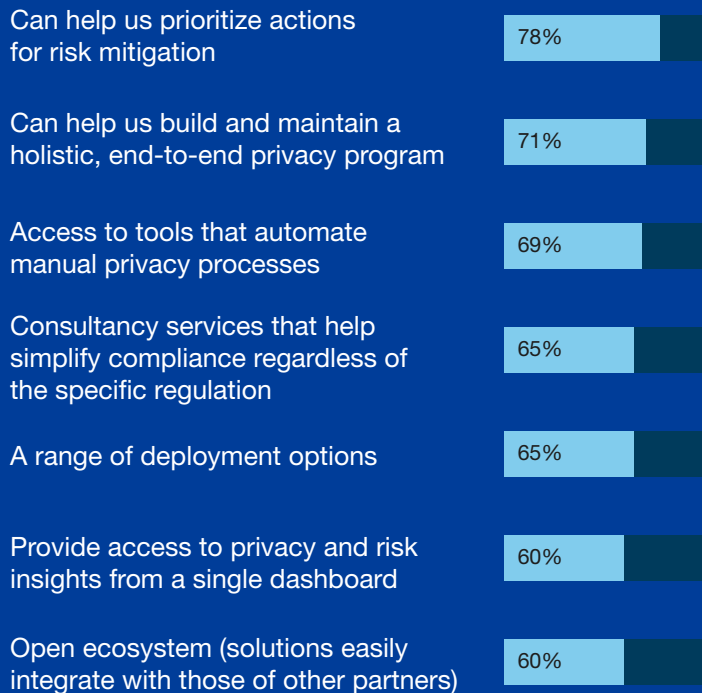 Can help us prioritize actions
for risk mitigation
78%
Can help us build and maintain a
holistic, end-to-end privacy program
71%
Access to tools that automate
manual privacy processes
69%
Consultancy services that help
simplify compliance regardless of
the specific regulation
65%
A range of deployment options
65%
Provide access to privacy and risk
insights from a single dashboard
60%
Open ecosystem (solutions easily
integrate with those of other partners)
60%